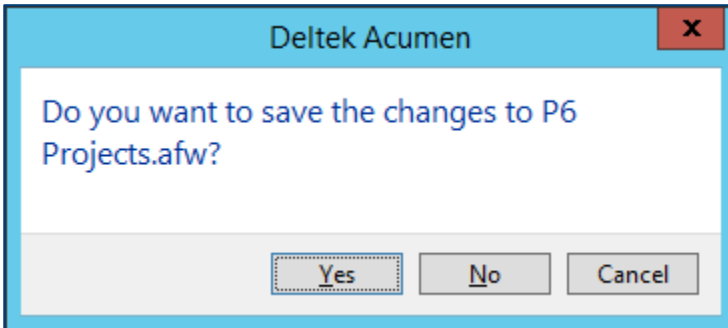 Deltek Acumen
x
Do you want to save the changes to P6
Projects.afw?
Yes No Cancel